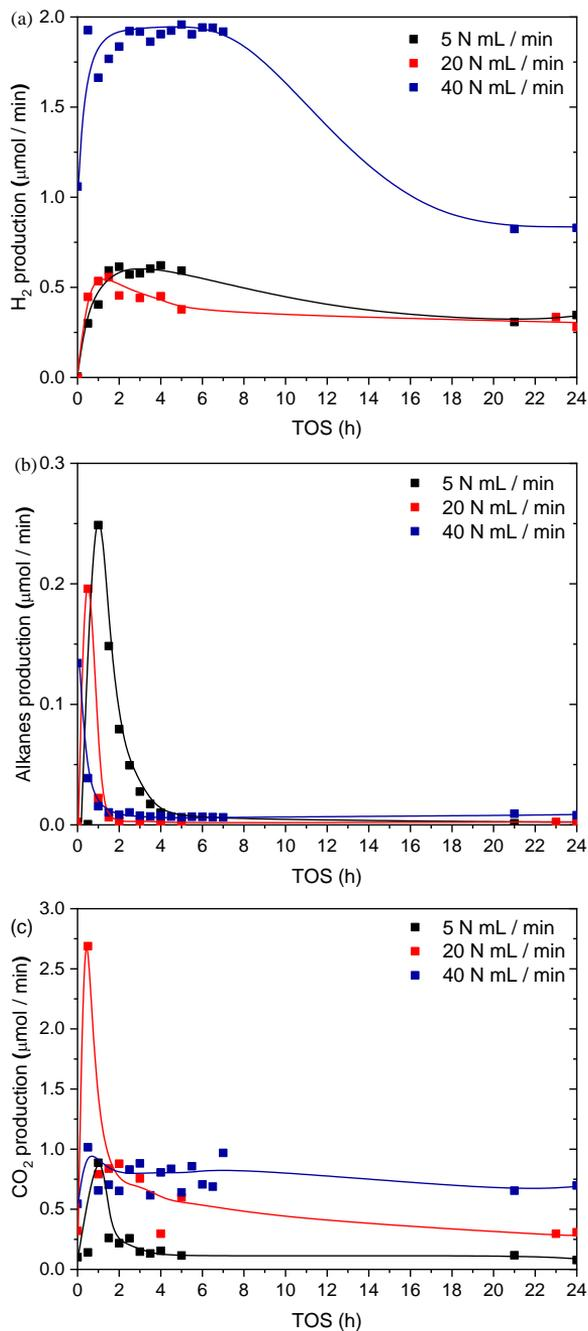 (a)
5 N mL / min
20 N mL / min
40 N mL / min
H₂ production (μmol / min)
2.0
1.5
1.0
0.5
0.0
0 2 4 6 8 10 12 14 16 18 20 22 24
TOS (h)
(b)
5 N mL / min
20 N mL / min
40 N mL / min
Alkanes production (μmol / min)
0.3
0.2
0.1
0.0
0 2 4 6 8 10 12 14 16 18 20 22 24
TOS (h)
(c)
5 N mL / min
20 N mL / min
40 N mL / min
CO₂ production (μmol / min)
3.0
2.5
2.0
1.5
1.0
0.5
0.0
0 2 4 6 8 10 12 14 16 18 20 22 24
TOS (h)